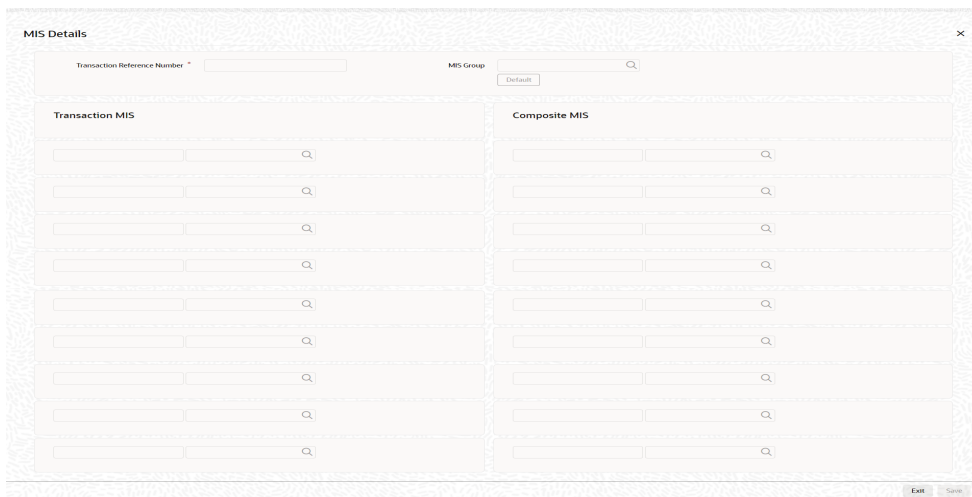 MIS Details
Transaction Reference Number * MIS Group
Default
Transaction MIS Composite MIS
Exit Save